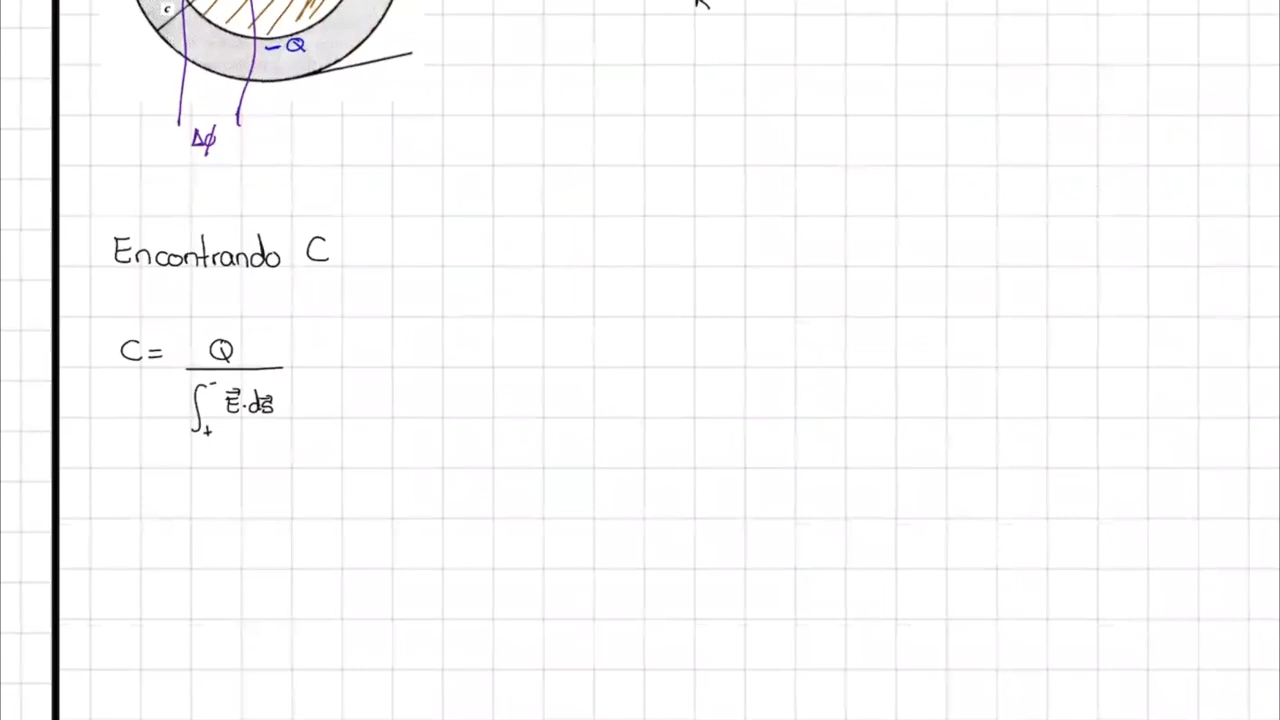 c
-Q
Δϕ
Encontrando C
C = Q
∫₊⁻ E⃗·ds⃗